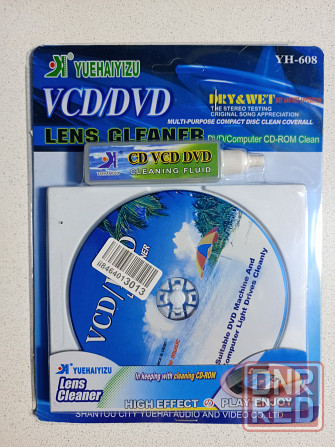 YUEHAIYIZU
YH-608
VCD/DVD
DRY&WET
THE STEREO TESTING
CRIGINAL SONG APPRECIATION
MULTI-PURPOSE COMPACT DISC CLEAN COVERALL
LENS CLEANER
DVD/Computer CD-ROM Clean
CD VCD DVD
CLEANING FLUID
VCD/
CLEANER
013013
Suitable DVD Machine And
Computer Light Drives Cleanly
YUEHAIYIZU
Lens
Cleaner
In keeping with cleaning CD-ROM
HIGH EFFECT
PLAY ENJOY
SHANTOU CITY YUEHAI AUDIO AND VIDEO CO. LTD
DNR
RED